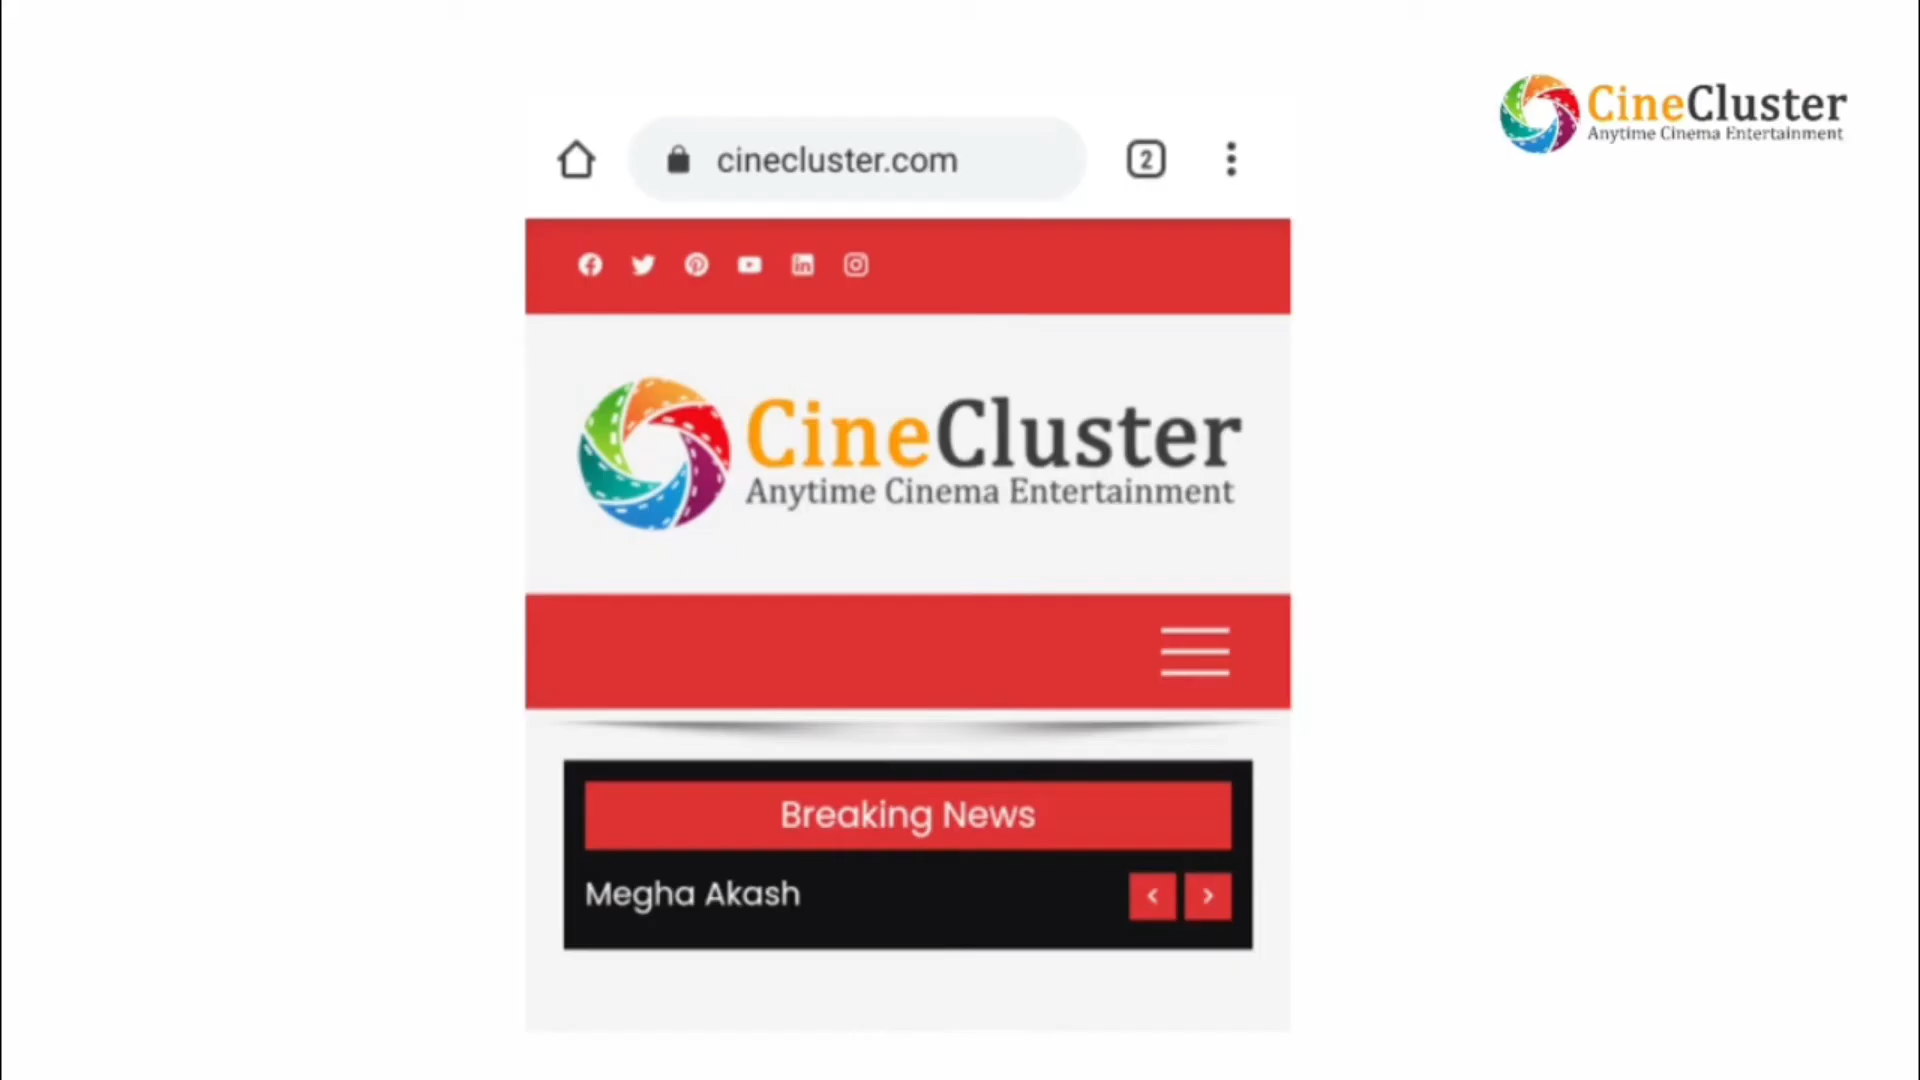 CineCluster
Anytime Cinema Entertainment
cinecluster.com
2
CineCluster
Anytime Cinema Entertainment
Breaking News
Megha Akash